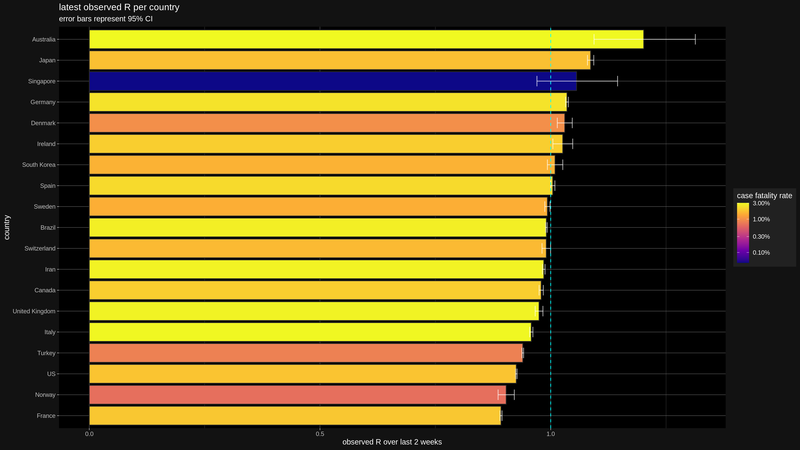 latest observed R per country
error bars represent 95% CI
country
Australia
Japan
Singapore
Germany
Denmark
Ireland
South Korea
Spain
Sweden
Brazil
Switzerland
Iran
Canada
United Kingdom
Italy
Turkey
US
Norway
France
0.0
0.5
1.0
observed R over last 2 weeks
case fatality rate
3.00%
1.00%
0.30%
0.10%